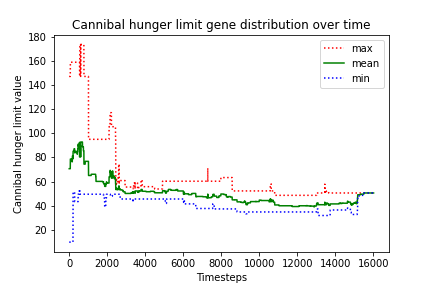 Cannibal hunger limit gene distribution over time
Cannibal hunger limit value
180
160
140
120
100
80
60
40
20
max
mean
min
0 2000 4000 6000 8000 10000 12000 14000 16000
Timesteps